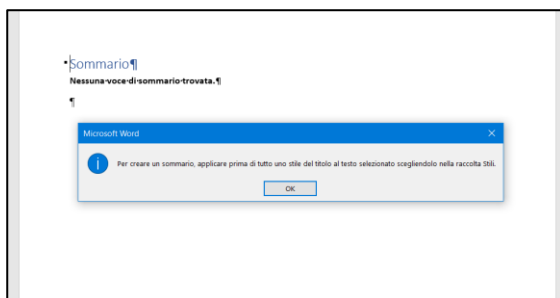 Sommario¶
Nessuna·voce·di·sommario·trovata.¶
¶
Microsoft Word
Per creare un sommario, applicare prima di tutto uno stile del titolo al testo selezionato scegliendolo nella raccolta Stili.
OK